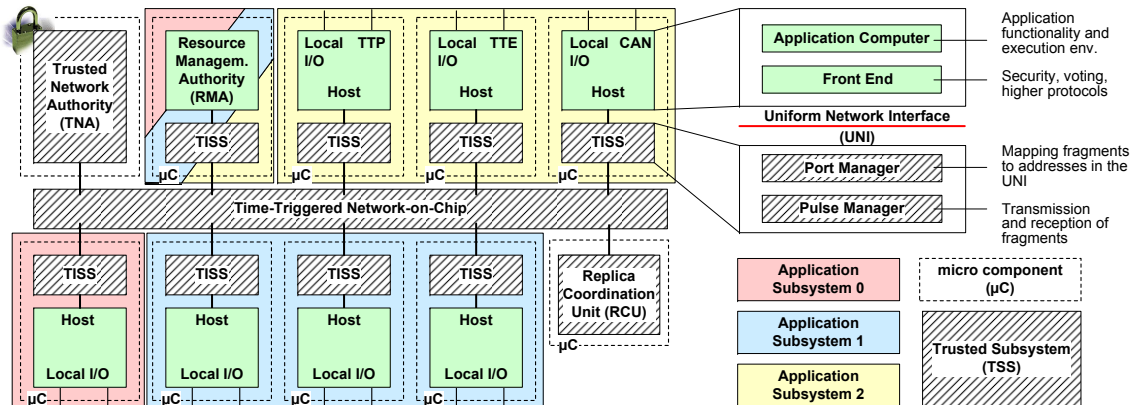 Trusted
Network
Authority
(TNA)
Resource
Managem.
Authority
(RMA)
TISS
µC
Local TTP
I/O
Host
TISS
µC
Local TTE
I/O
Host
TISS
µC
Local CAN
I/O
Host
TISS
µC
Application Computer
Front End
Application
functionality and
execution env.
Security, voting,
higher protocols
Uniform Network Interface
(UNI)
Port Manager
Pulse Manager
Mapping fragments
to addresses in the
UNI
Transmission
and reception of
fragments
Time-Triggered Network-on-Chip
TISS
Host
Local I/O
µC
TISS
Host
Local I/O
µC
TISS
Host
Local I/O
µC
TISS
Host
Local I/O
µC
Replica
Coordination
Unit (RCU)
µC
Application
Subsystem 0
Application
Subsystem 1
Application
Subsystem 2
micro component
(µC)
Trusted Subsystem
(TSS)